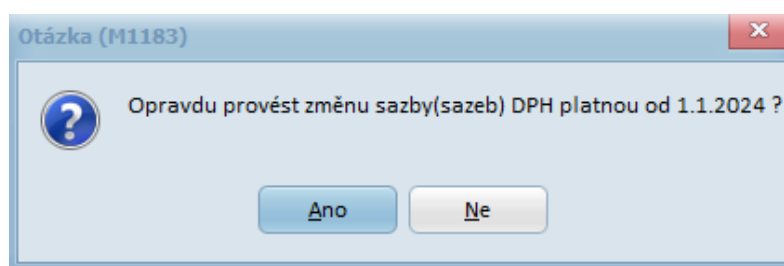 Otázka (M1183)
Opravdu provést změnu sazby(sazeb) DPH platnou od 1.1.2024 ?
Ano
Ne